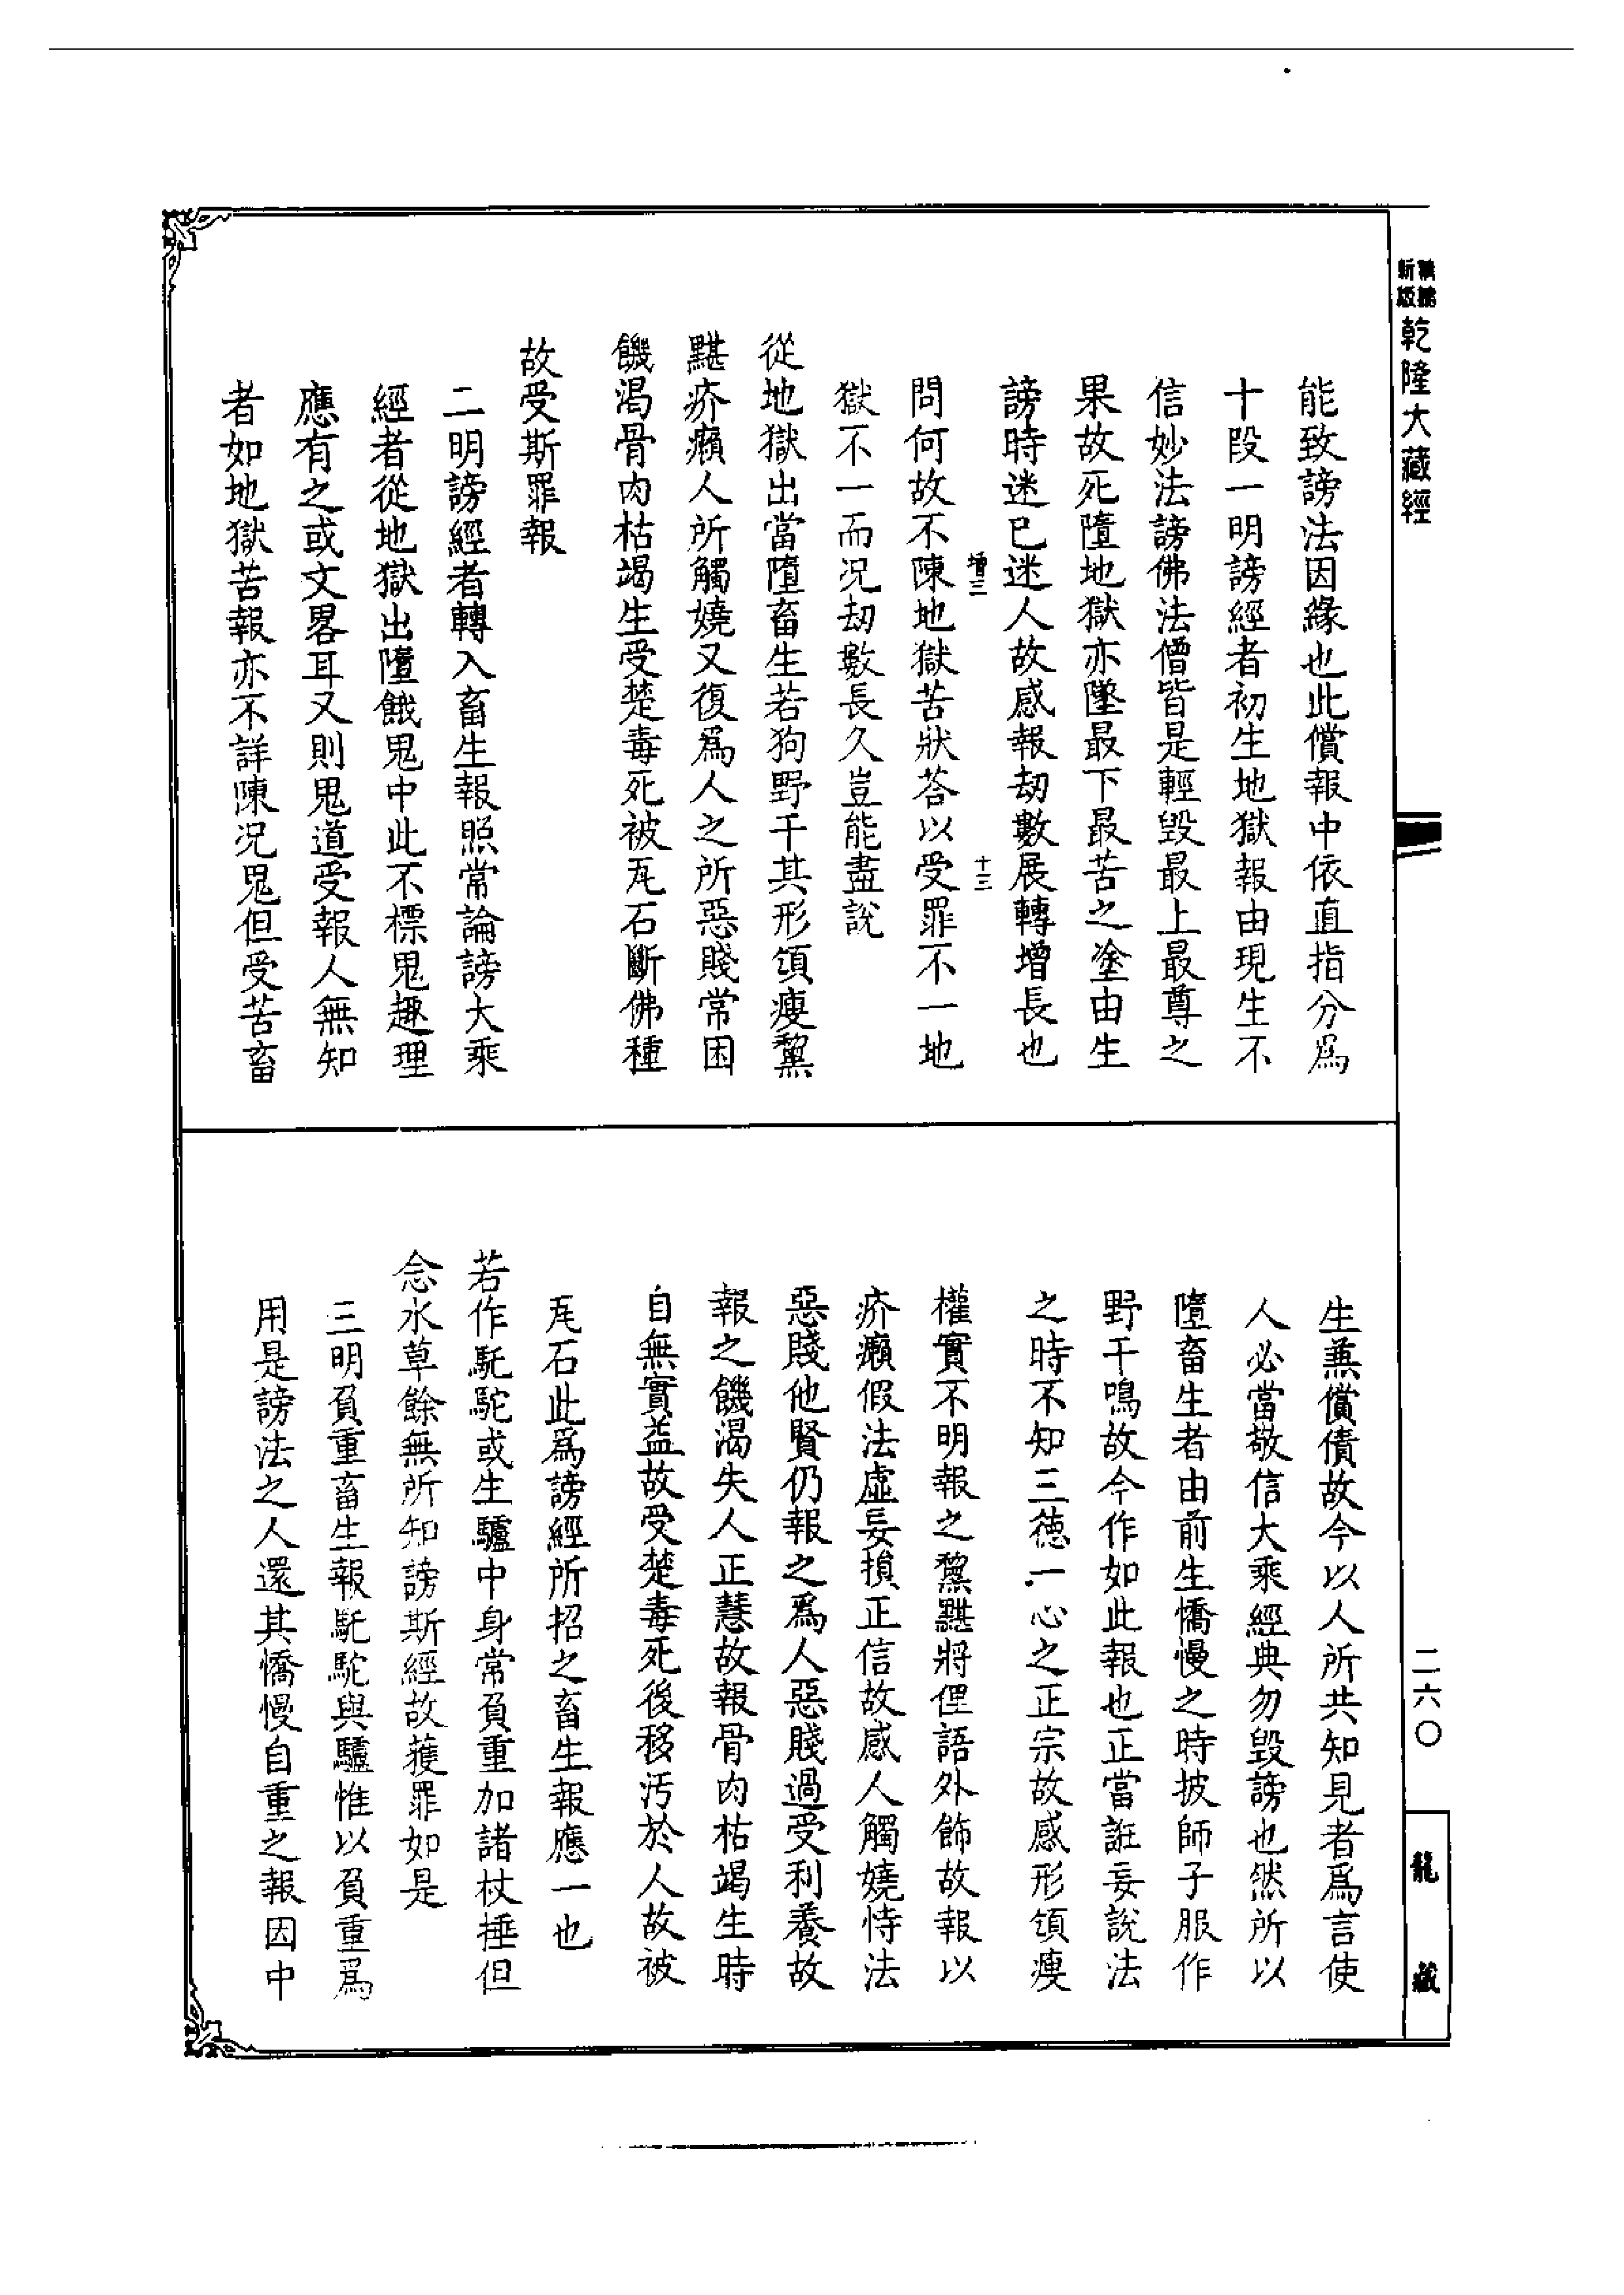 乾隆大藏經
能致謗法因緣也此償報中依直指分爲
十段一明謗經者初生地獄報由現生不
信妙法謗佛法僧皆是輕毀最上最尊之
果故死墮地獄亦墜最下最苦之塗由生
謗時迷已迷人故感報劫數展轉增長也
增三
十三
問何故不陳地獄苦狀答以受罪不一地
獄不一而况劫數長久豈能盡說
從地獄出當墮畜生若狗野干其形領瘦黧
黮疥癩人所觸嬈又復爲人之所惡賤常困
饑渴骨肉枯竭生受楚毒死被瓦石斷佛種
故受斯罪報
二明謗經者轉入畜生報照常論謗大乘
經者從地獄出墮餓鬼中此不標鬼趣理
應有之或文畧耳又則鬼道受報人無知
者如地獄苦報亦不詳陳况鬼但受苦畜
生兼償債故今以人所共知見者爲言使
人必當敬信大乘經典勿毀謗也然所以
墮畜生者由前生憍慢之時披師子服作
野干鳴故今作如此報也正當誑妄說法
之時不知三德一心之正宗故感形領瘦
權實不明報之黧黮將俚語外飾故報以
疥癩假法虛妄損正信故感人觸嬈恃法
惡賤他賢仍報之爲人惡賤過受利養故
報之饑渴失人正慧故報骨肉枯竭生時
自無實益故受楚毒死後移汚於人故被
瓦石此爲謗經所招之畜生報應一也
若作馲駝或生驢中身常負重加諸杖捶但
念水草餘無所知謗斯經故獲罪如是
三明負重畜生報馲駝與驢惟以負重爲
用是謗法之人還其憍慢自重之報因中
二六〇
龍藏